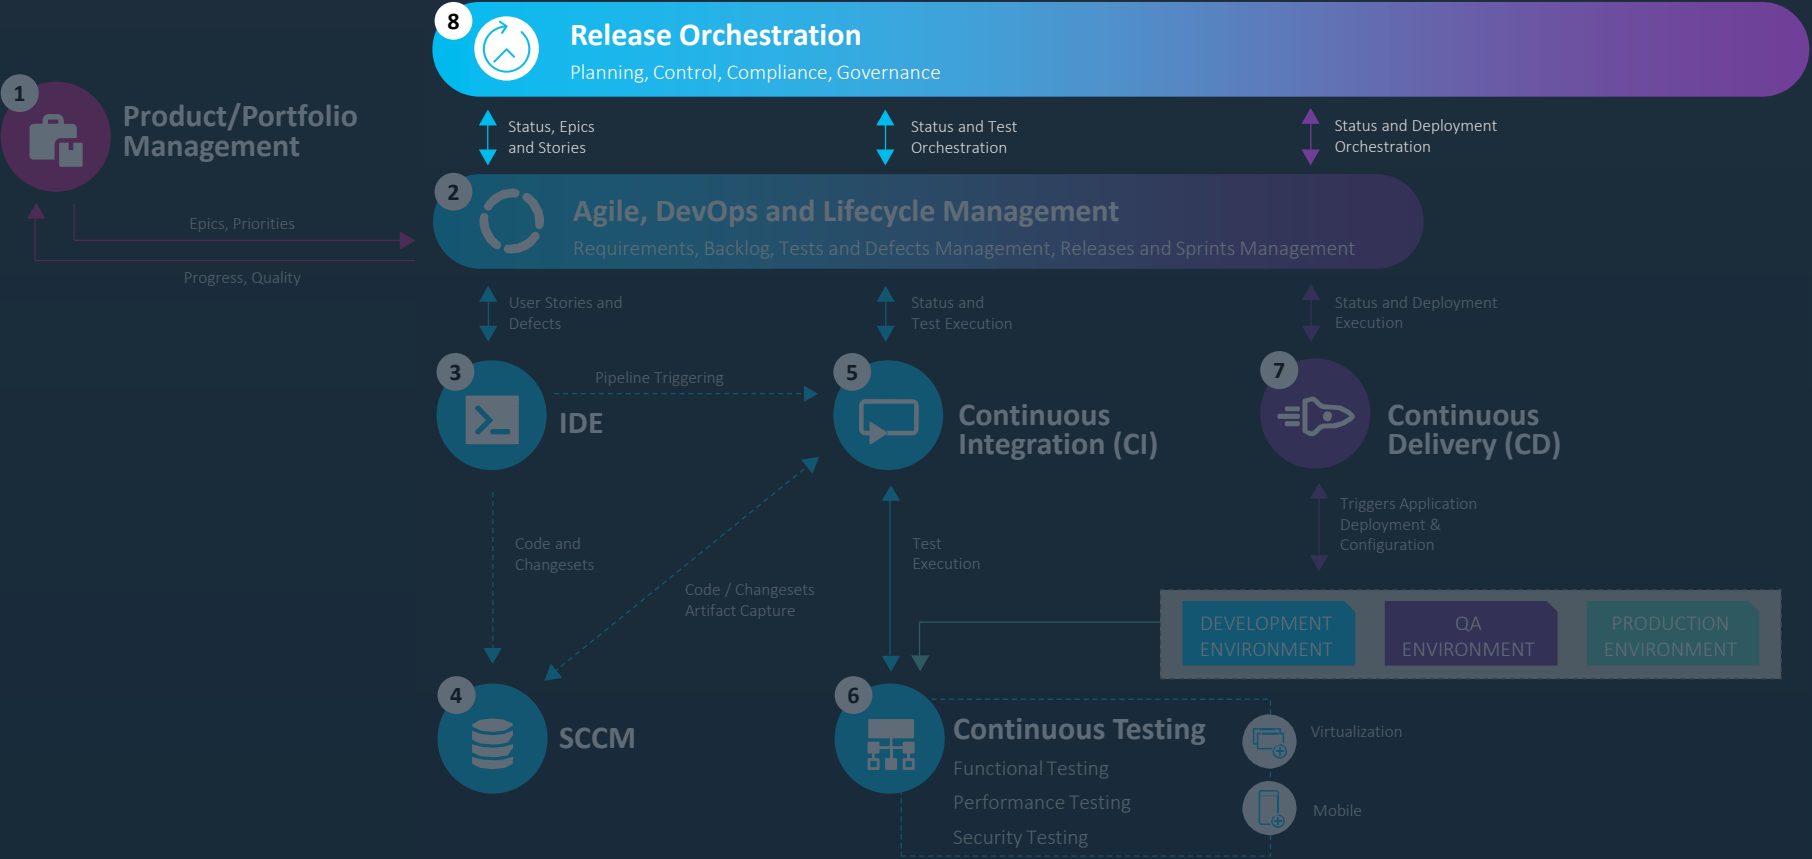 8
Release Orchestration
Planning, Control, Compliance, Governance
1
Product/Portfolio
Management
Status, Epics
and Stories
Status and Test
Orchestration
Status and Deployment
Orchestration
2
Agile, DevOps and Lifecycle Management
Requirements, Backlog, Tests and Defects Management, Releases and Sprints Management
Epics, Priorities
Progress, Quality
User Stories and
Defects
Status and
Test Execution
Status and Deployment
Execution
3
IDE
Pipeline Triggering
5
Continuous
Integration (CI)
7
Continuous
Delivery (CD)
Code and
Changesets
Code / Changesets
Artifact Capture
Test
Execution
Triggers Application
Deployment &
Configuration
DEVELOPMENT
ENVIRONMENT
QA
ENVIRONMENT
PRODUCTION
ENVIRONMENT
4
SCCM
6
Continuous Testing
Functional Testing
Performance Testing
Security Testing
Virtualization
Mobile